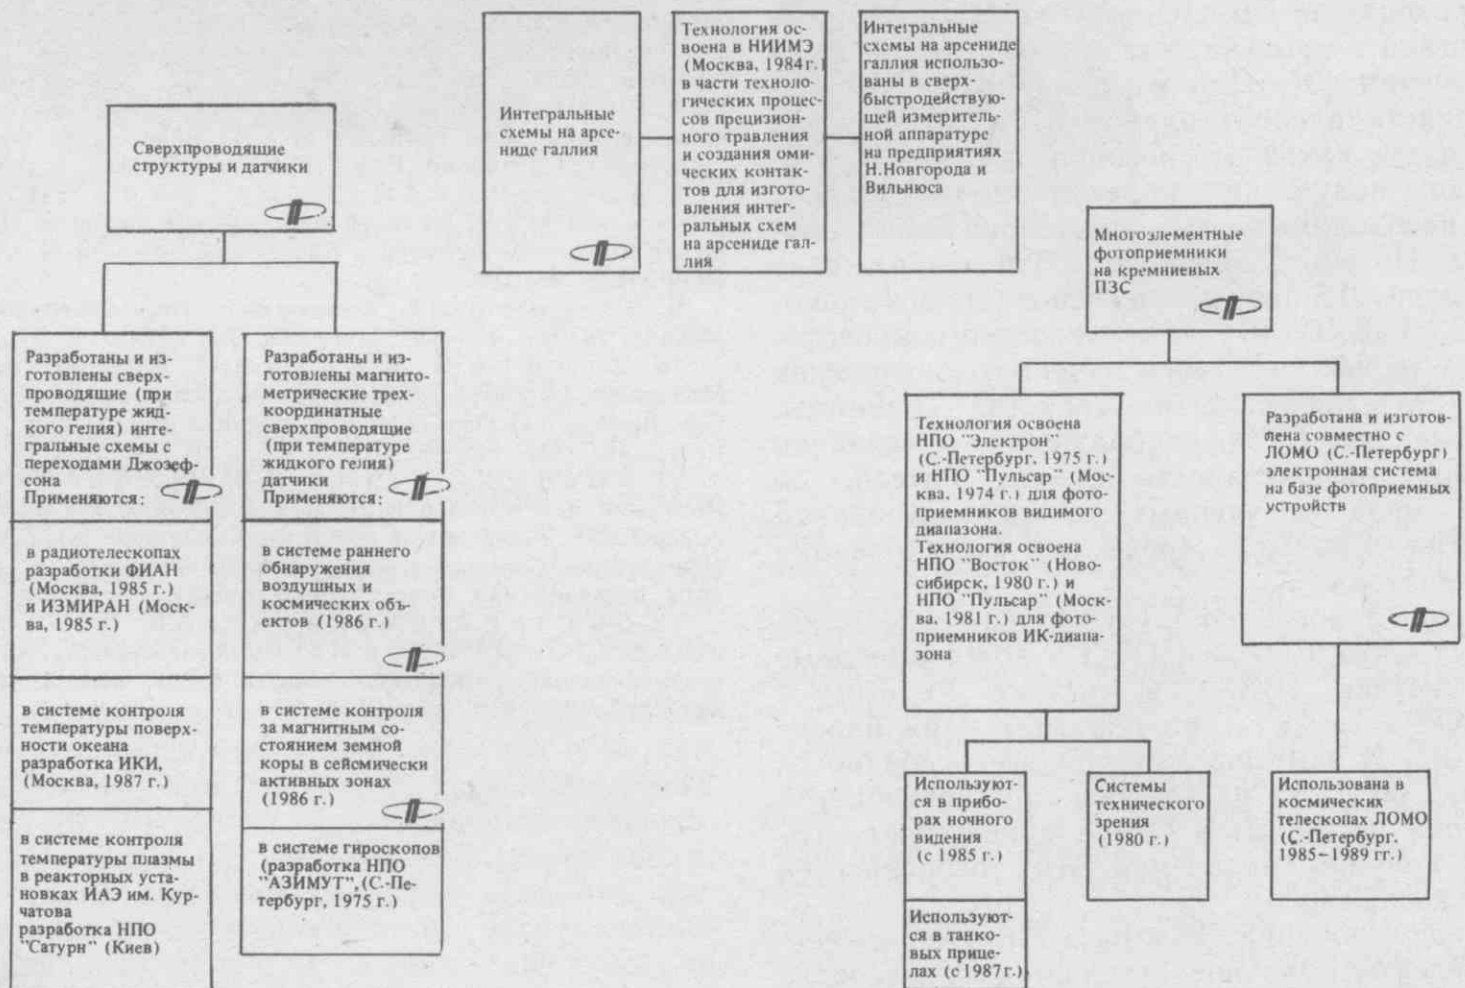 Сверхпроводящие
структуры и датчики
Разработаны и из-
готовлены сверх-
проводящие (при
температуре жид-
кого гелия) инте-
гральные схемы с
переходами Джозеф-
сона
Применяются:
в радиотелескопах
разработки ФИАН
(Москва, 1985 г.)
и ИЗМИРАН (Моск-
ва, 1985 г.)
в системе контроля
температуры поверх-
ности океана
разработка ИКИ,
(Москва, 1987 г.)
в системе контроля
температуры плазмы
в реакторных уста-
новках ИАЭ им. Кур-
чатова
разработка НПО
"Сатурн" (Киев)
Разработаны и из-
готовлены магнито-
метрические трех-
координатные
сверхпроводящие
(при температуре
жидкого гелия)
датчики
Применяются:
в системе раннего
обнаружения
воздушных и
космических объ-
ектов (1986 г.)
в системе контроля
за магнитным со-
стоянием земной
коры в сейсмически
активных зонах
(1986 г.)
в системе гироскопов
(разработка НПО
"АЗИМУТ", (С.-Пе-
тербург, 1975 г.)
Интегральные
схемы на арсе-
ниде галлия
Технология ос-
воена в НИИМЭ
(Москва, 1984г.)
в части техноло-
гических процес-
сов прецизион-
ного травления
и создания оми-
ческих контак-
тов для изгото-
вления интег-
ральных схем
на арсениде гал-
лия
Интегральные
схемы на арсениде
галлия использо-
ваны в сверх-
быстродействую-
щей измеритель-
ной аппаратуре
на предприятиях
Н.Новгорода и
Вильнюса
Многоэлементные
фотоприемники
на кремниевых
ПЗС
Технология освоена
НПО "Электрон"
(С.-Петербург, 1975 г.)
и НПО "Пульсар" (Мос-
ква, 1974 г.) для фото-
приемников видимого
диапазона.
Технология освоена
НПО "Восток" (Ново-
сибирск, 1980 г.) и
НПО "Пульсар" (Моск-
ва, 1981 г.) для фото-
приемников ИК-диапа-
зона
Используют-
ся в прибо-
рах ночного
видения
(с 1985 г.)
Используют-
ся в танко-
вых прице-
лах (с 1987г.)
Системы
технического
зрения
(1980 г.)
Разработана и изготов-
лена совместно с
ЛОМО (С.-Петербург)
электронная система
на базе фотоприемных
устройств
Использована в
космических
телескопах ЛОМО
(С.-Петербург,
1985–1989 гг.)